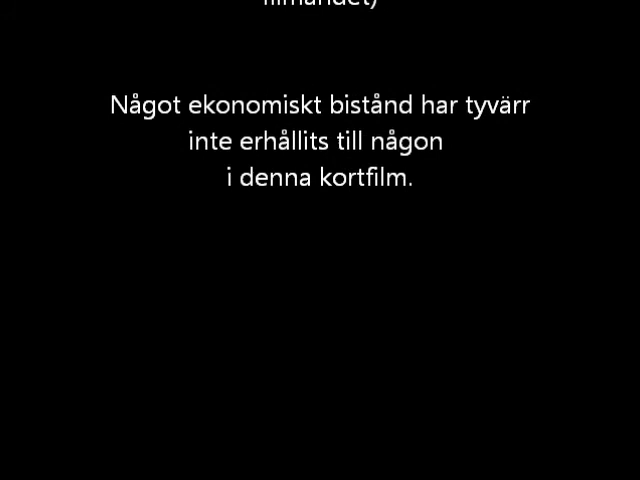 Något ekonomiskt bistånd har tyvärr
inte erhållits till någon
i denna kortfilm.